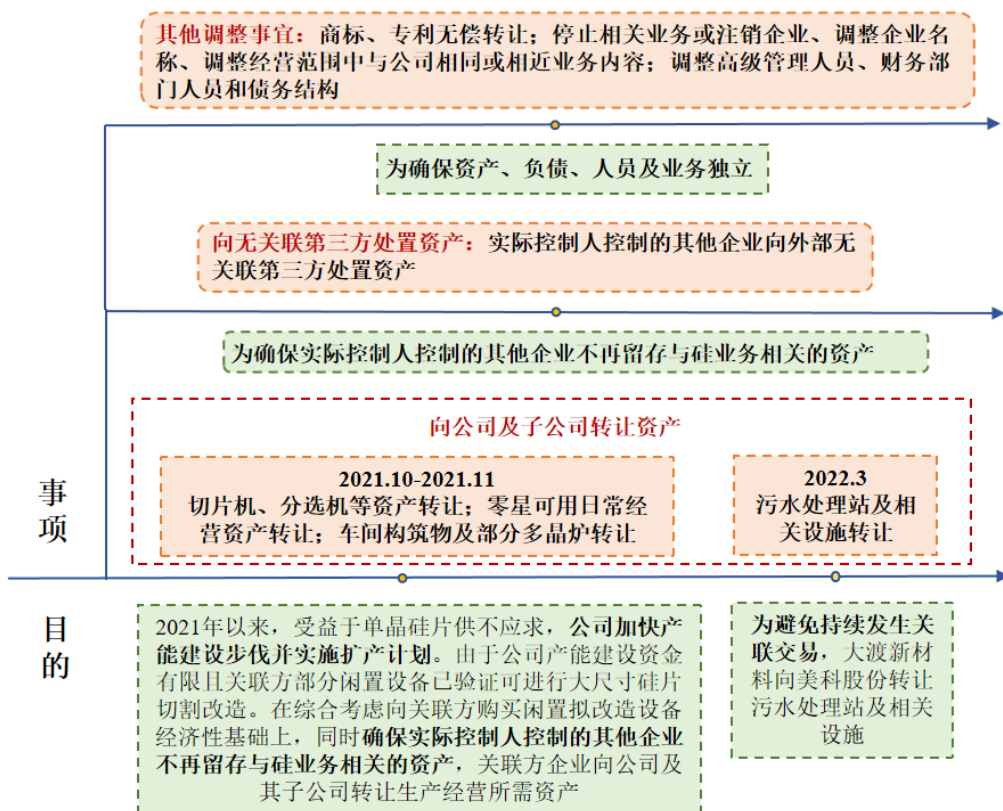 其他调整事宜：商标、专利无偿转让；停止相关业务或注销企业、调整企业名
称、调整经营范围中与公司相同或相近业务内容；调整高级管理人员、财务部
门人员和债务结构
为确保资产、负债、人员及业务独立
向无关联第三方处置资产：实际控制人控制的其他企业向外部无
关联第三方处置资产
为确保实际控制人控制的其他企业不再留存与硅业务相关的资产
向公司及子公司转让资产
事项
2021.10-2021.11
切片机、分选机等资产转让；零星可用日常经
营资产转让；车间构筑物及部分多晶炉转让
2022.3
污水处理站及相
关设施转让
目的
2021年以来，受益于单晶硅片供不应求，公司加快产
能建设步伐并实施扩产计划。由于公司产能建设资金
有限且关联方部分闲置设备已验证可进行大尺寸硅片
切割改造。在综合考虑向关联方购买闲置拟改造设备
经济性基础上，同时确保实际控制人控制的其他企业
不再留存与硅业务相关的资产，关联方企业向公司及
其子公司转让生产经营所需资产
为避免持续发生关
联交易，大渡新材
料向美科股份转让
污水处理站及相关
设施